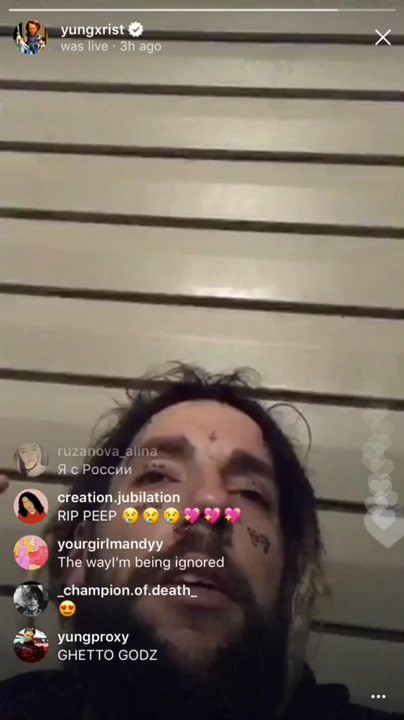 yungxrist
was live · 3h ago
ruzanova_alina
Я с России
creation.jubilation
RIP PEEP 😢😢😢💖💖💖
yourgirlmandyy
The wayI'm being ignored
_champion.of.death_
😍
yungproxy
GHETTO GODZ